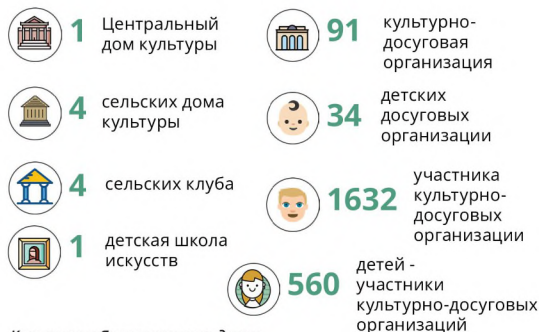 1 Центральный
дом культуры
4 сельских дома
культуры
4 сельских клуба
1 детская школа
искусств
91 культурно-
досуговая
организация
34 детских
досуговых
организации
1632 участника
культурно-
досуговых
организации
560 детей -
участники
культурно-досуговых
организаций